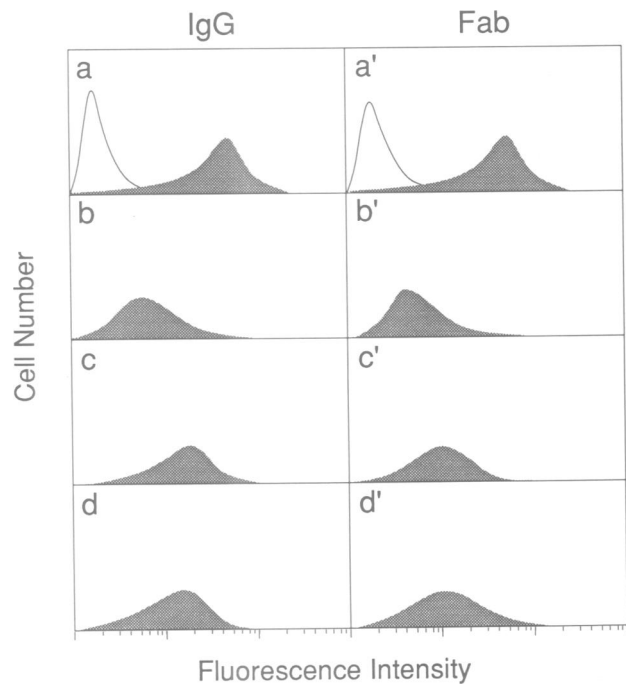 IgG Fab
a a'
b b'
c c'
d d'
Cell Number
Fluorescence Intensity